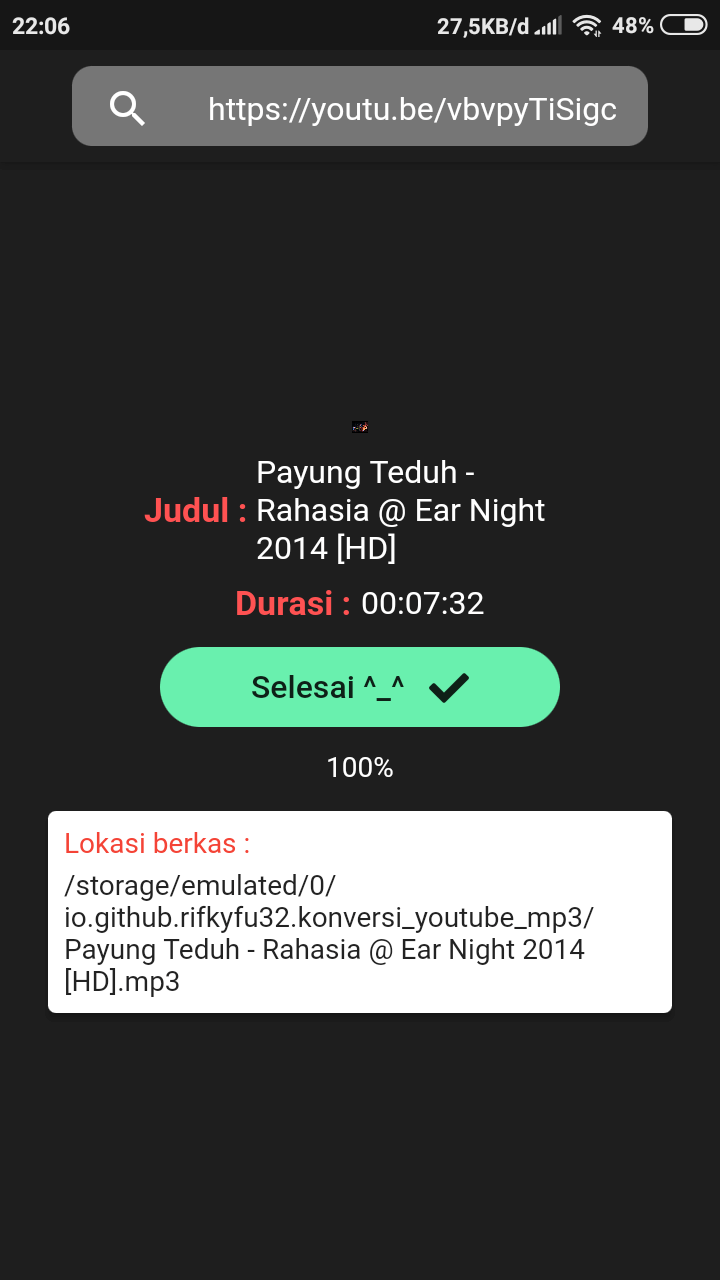 22:06
27,5KB/d
48%
https://youtu.be/vbvpyTiSigc
Payung Teduh -
Judul : Rahasia @ Ear Night
2014 [HD]
Durasi : 00:07:32
Selesai ^_^
100%
Lokasi berkas :
/storage/emulated/0/
io.github.rifkyfu32.konversi_youtube_mp3/
Payung Teduh - Rahasia @ Ear Night 2014
[HD].mp3